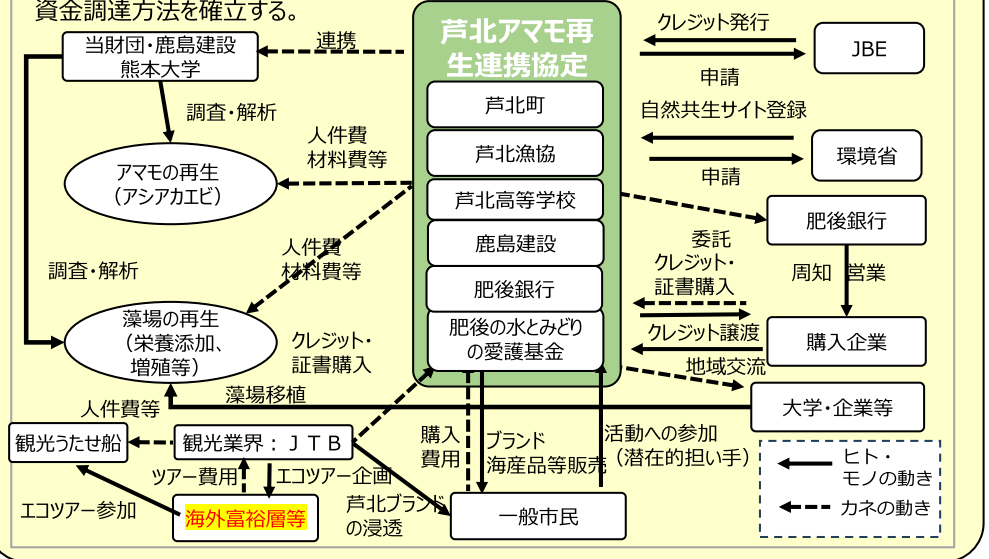 資金調達方法を確立する。
当財団・鹿島建設
熊本大学
連携
芦北アマモ再
生連携協定
クレジット発行
申請
JBE
調査・解析
芦北町
自然共生サイト登録
申請
環境省
人件費
材料費等
芦北漁協
アマモの再生
（アシアカエビ）
芦北高等学校
肥後銀行
人件費
材料費等
鹿島建設
委託
クレジット・
証書購入
周知
営業
調査・解析
肥後銀行
藻場の再生
（栄養添加、
増殖等）
クレジット・
証書購入
肥後の水とみどり
の愛護基金
クレジット譲渡
購入企業
地域交流
藻場移植
大学・企業等
人件費等
観光うたせ船
観光業界：ＪＴＢ
購入
費用
ブランド
海産品等販売
活動への参加
（潜在的担い手）
ツアー費用
エコツアー企画
エコツアー参加
海外富裕層等
芦北ブランド
の浸透
一般市民
ヒト・
モノの動き
カネの動き